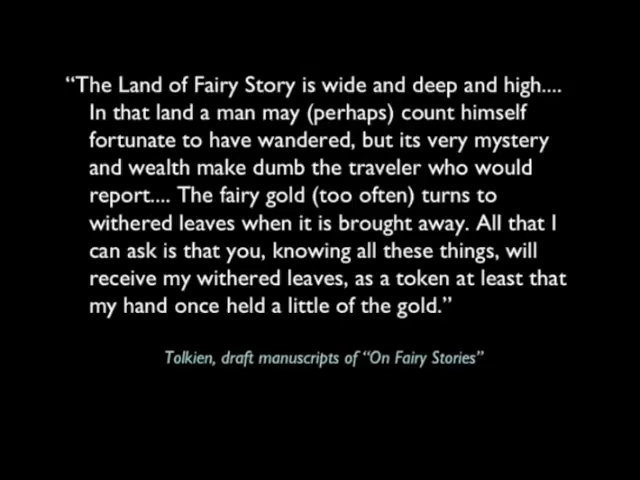 “The Land of Fairy Story is wide and deep and high....
In that land a man may (perhaps) count himself
fortunate to have wandered, but its very mystery
and wealth make dumb the traveler who would
report.... The fairy gold (too often) turns to
withered leaves when it is brought away. All that I
can ask is that you, knowing all these things, will
receive my withered leaves, as a token at least that
my hand once held a little of the gold.”
Tolkien, draft manuscripts of “On Fairy Stories”